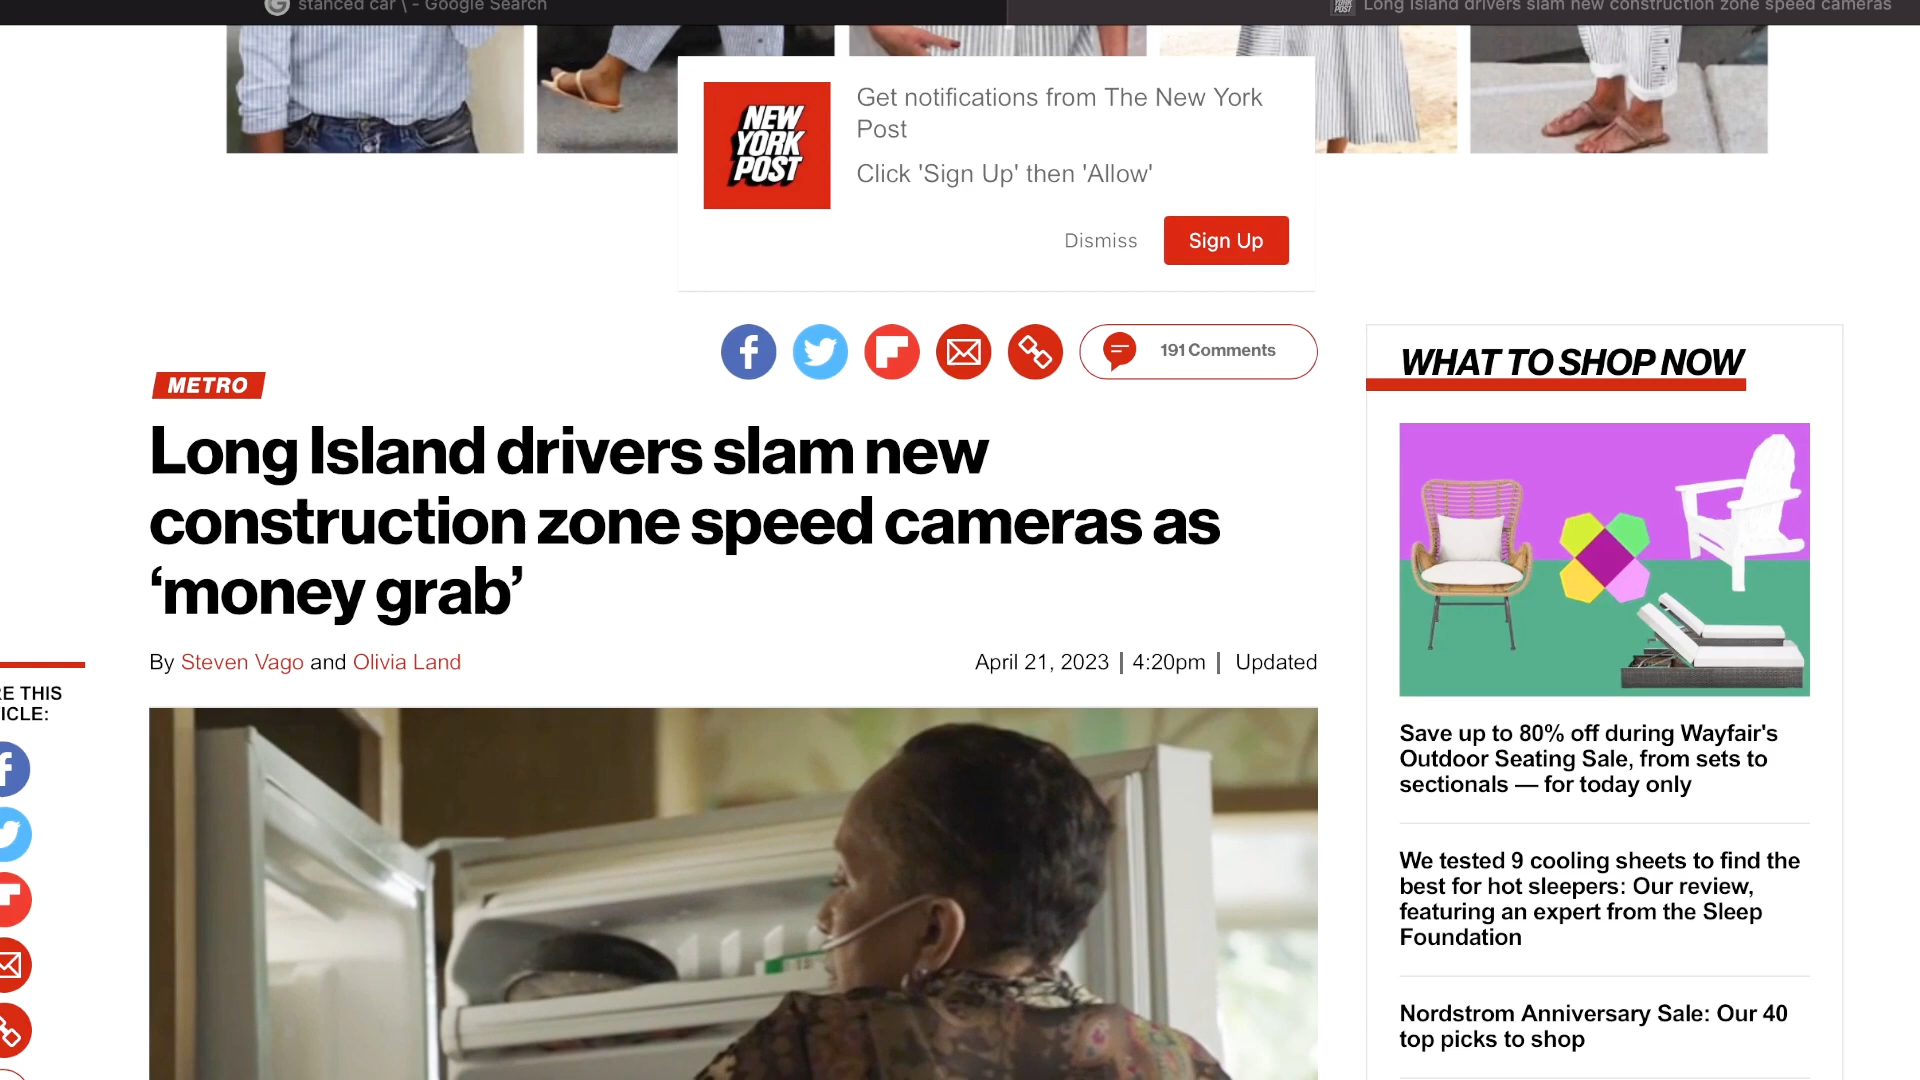 stanced car \ - Google Search
Long Island drivers slam new construction zone speed cameras
NEW
YORK
POST
Get notifications from The New York
Post
Click 'Sign Up' then 'Allow'
Dismiss
Sign Up
191 Comments
METRO
Long Island drivers slam new
construction zone speed cameras as
‘money grab’
By Steven Vago and Olivia Land
April 21, 2023 | 4:20pm | Updated
RE THIS
ICLE:
WHAT TO SHOP NOW
Save up to 80% off during Wayfair's
Outdoor Seating Sale, from sets to
sectionals — for today only
We tested 9 cooling sheets to find the
best for hot sleepers: Our review,
featuring an expert from the Sleep
Foundation
Nordstrom Anniversary Sale: Our 40
top picks to shop